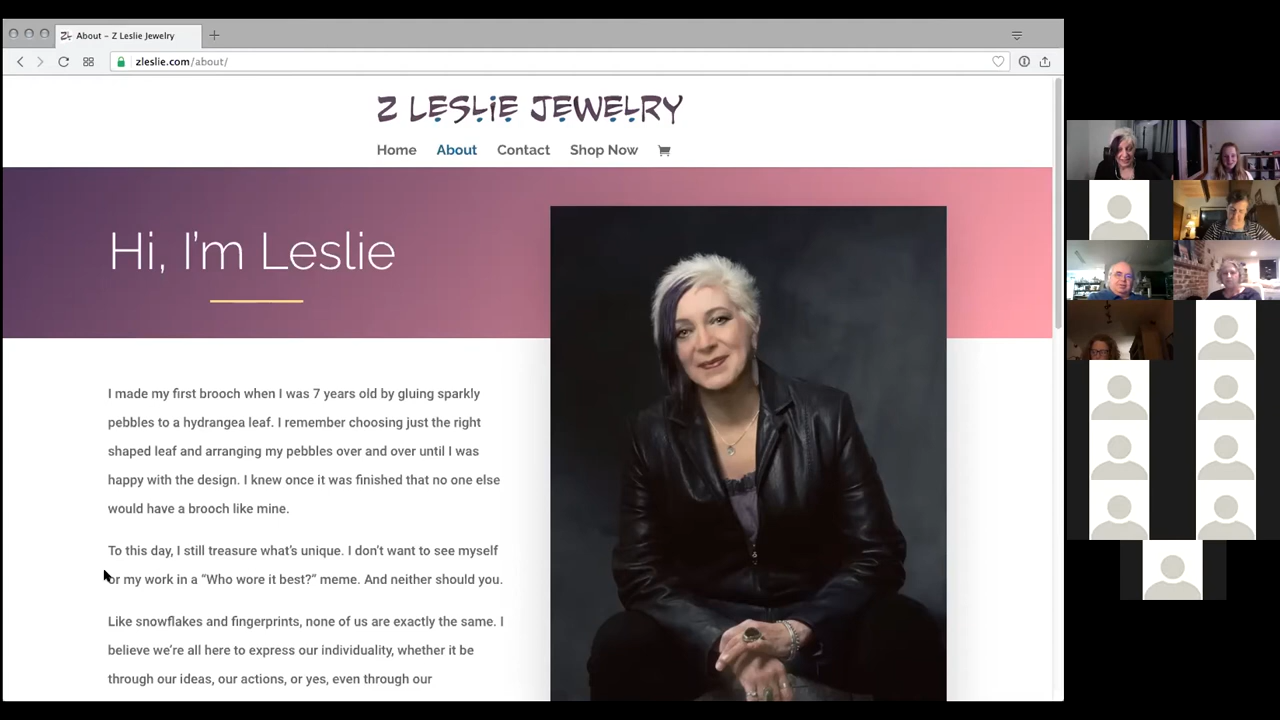 About – Z Leslie Jewelry
zleslie.com/about/
Z LESLIE JEWELRY
Home About Contact Shop Now
Hi, I'm Leslie
I made my first brooch when I was 7 years old by gluing sparkly
pebbles to a hydrangea leaf. I remember choosing just the right
shaped leaf and arranging my pebbles over and over until I was
happy with the design. I knew once it was finished that no one else
would have a brooch like mine.
To this day, I still treasure what's unique. I don't want to see myself
or my work in a "Who wore it best?" meme. And neither should you.
Like snowflakes and fingerprints, none of us are exactly the same. I
believe we're all here to express our individuality, whether it be
through our ideas, our actions, or yes, even through our